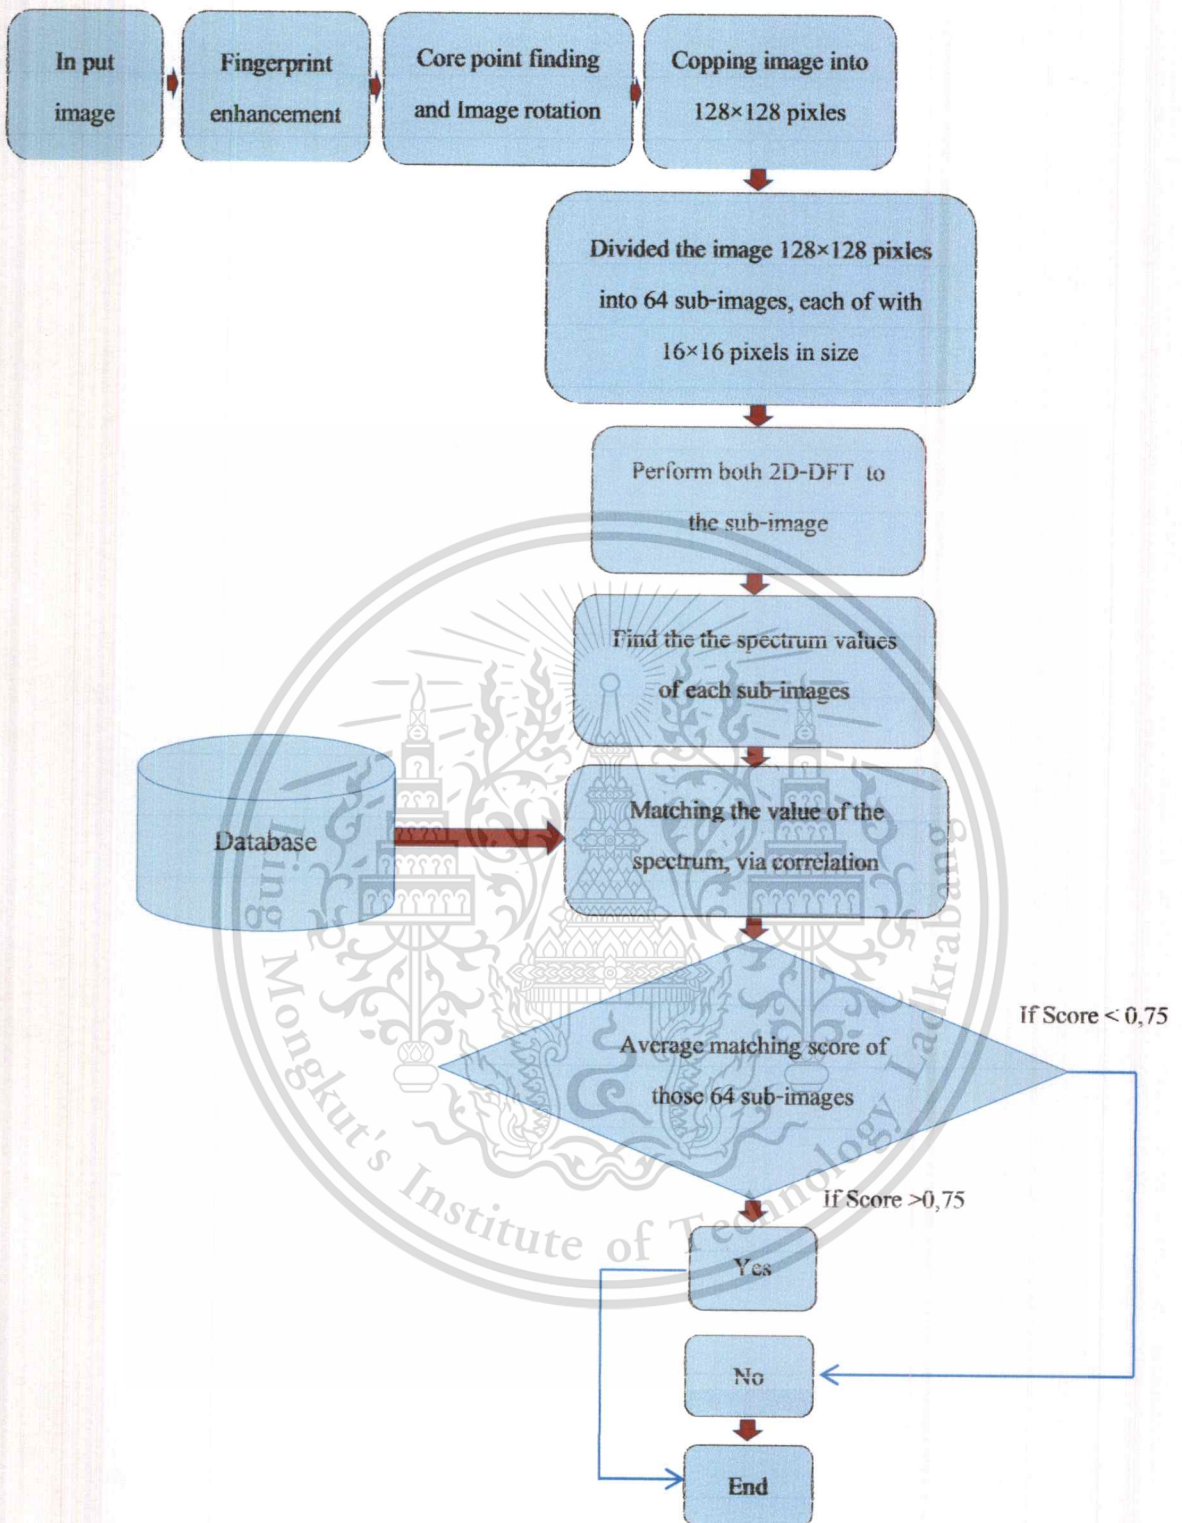 In put
image
Fingerprint
enhancement
Core point finding
and Image rotation
Copping image into
128×128 pixles
Divided the image 128×128 pixles
into 64 sub-images, each of with
16×16 pixels in size
Perform both 2D-DFT to
the sub-image
Find the the spectrum values
of each sub-images
Database
Matching the value of the
spectrum, via correlation
Average matching score of
those 64 sub-images
If Score < 0,75
If Score >0,75
Yes
No
End
King Mongkut's Institute of Technology Ladkrabang